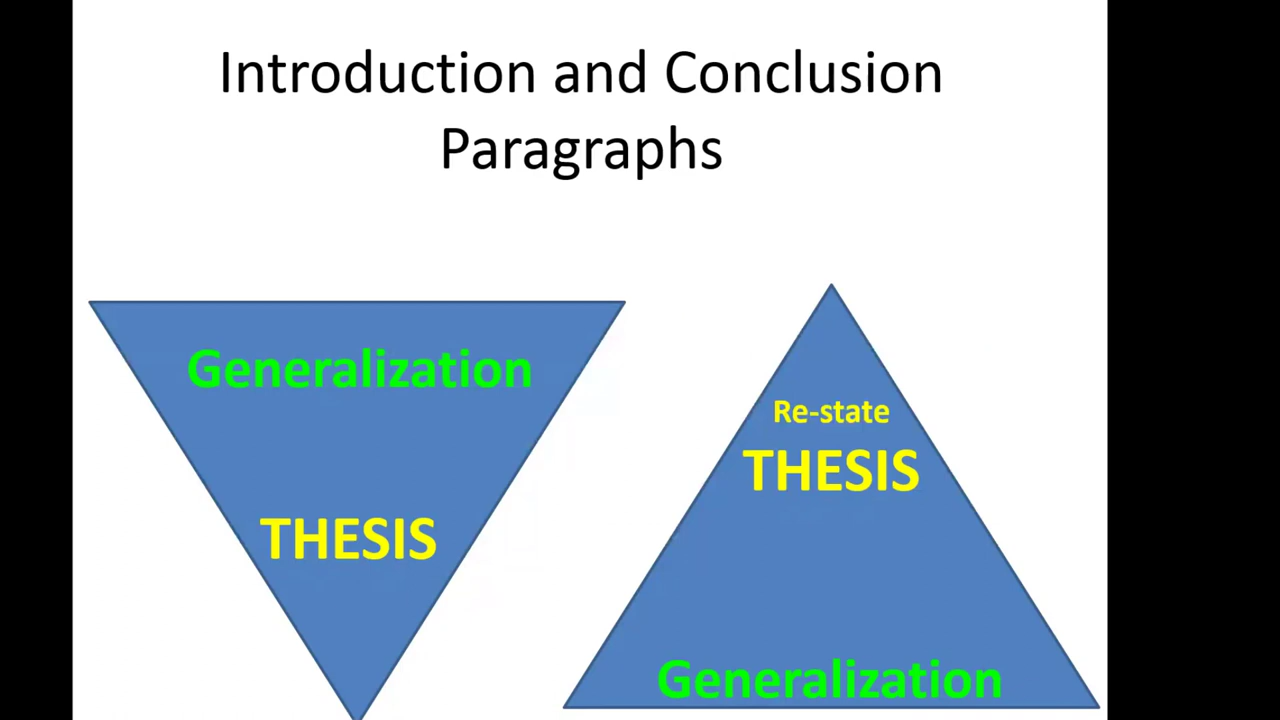 Introduction and Conclusion
Paragraphs
Generalization
THESIS
Re-state
THESIS
Generalization